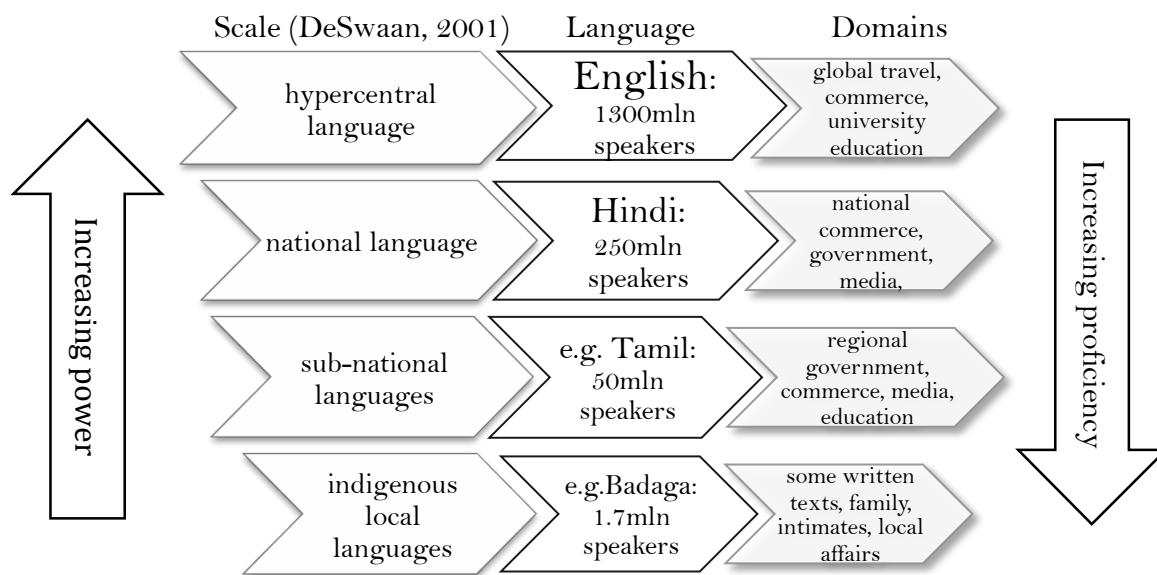 Scale (DeSwaan, 2001)
Language
Domains
hypercentral
language
English:
1300mln
speakers
global travel,
commerce,
university
education
national language
Hindi:
250mln
speakers
national
commerce,
government,
media,
sub-national
languages
e.g. Tamil:
50mln
speakers
regional
government,
commerce, media,
education
indigenous
local
languages
e.g.Badaga:
1.7mln
speakers
some written
texts, family,
intimates, local
affairs
Increasing power
Increasing proficiency